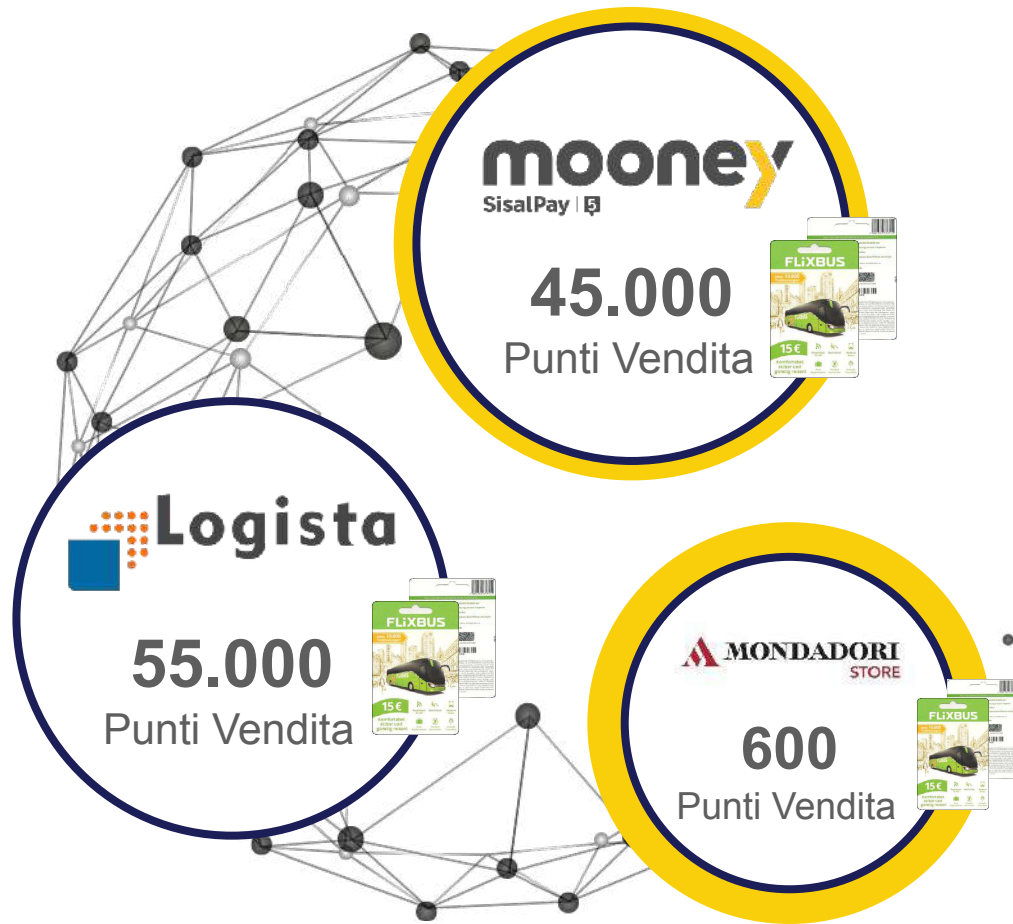 mooney
SisalPay | 5
45.000
Punti Vendita
FLiXBUS
15 €
Logista
55.000
Punti Vendita
FLiXBUS
15 €
MONDADORI
STORE
600
Punti Vendita
FLiXBUS
15 €